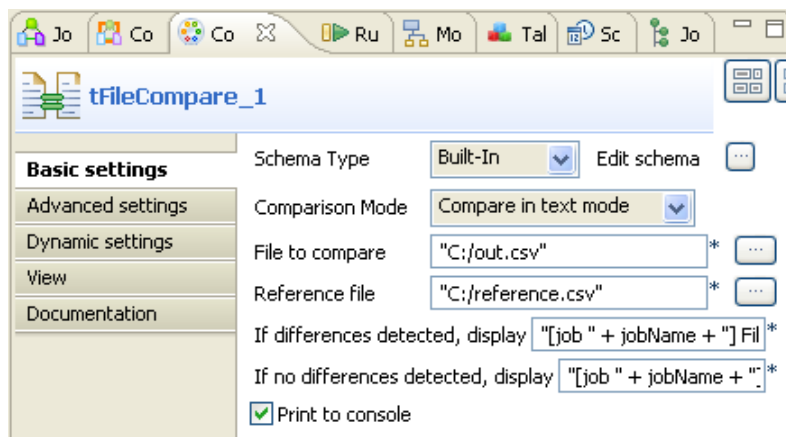 Jo Co Co Ru Mo Tal Sc Jo
tFileCompare_1
Basic settings
Advanced settings
Dynamic settings
View
Documentation
Schema Type Built-In Edit schema ...
Comparison Mode Compare in text mode
File to compare "C:/out.csv" * ...
Reference file "C:/reference.csv" * ...
If differences detected, display "[job " + jobName + "] Fil *
If no differences detected, display "[job " + jobName + "] *
Print to console